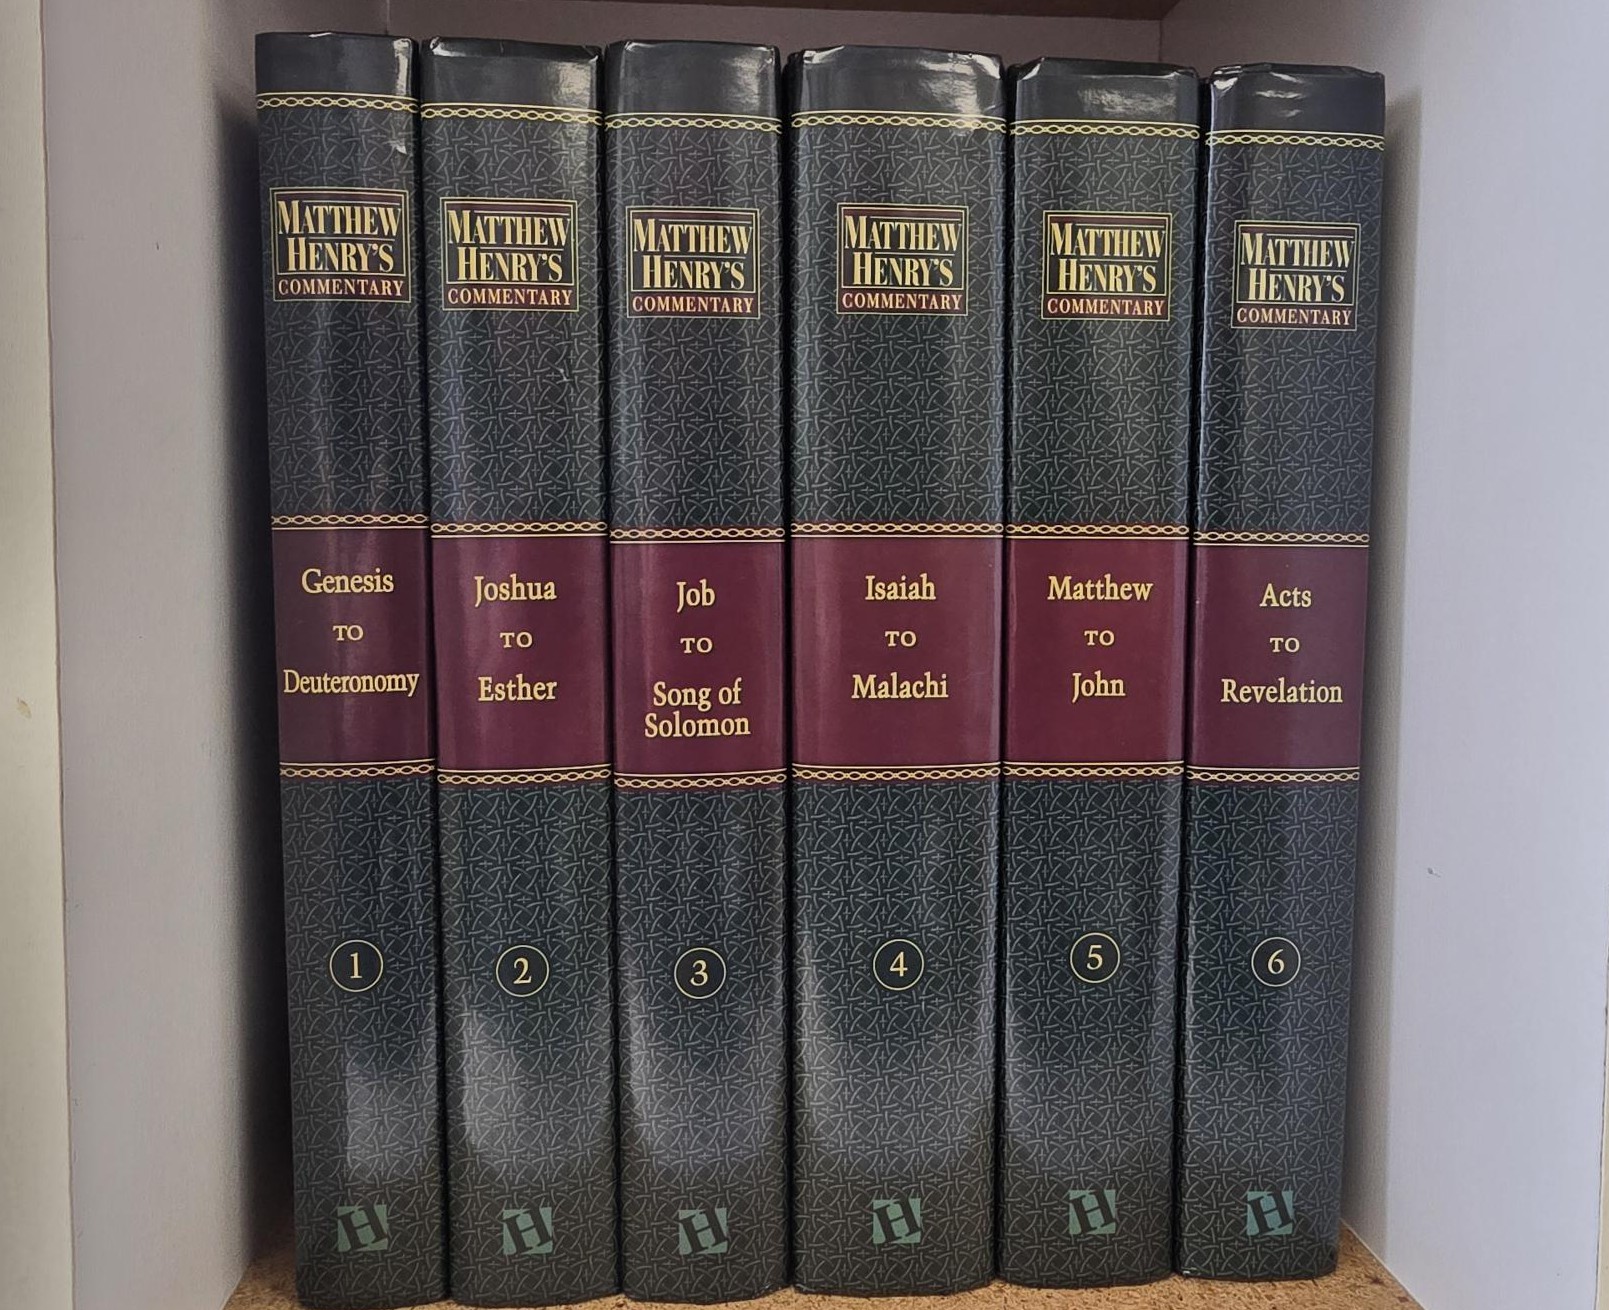 MATTHEW
HENRY'S
COMMENTARY
Genesis
TO
Deuteronomy
1
H
MATTHEW
HENRY'S
COMMENTARY
Joshua
TO
Esther
2
H
MATTHEW
HENRY'S
COMMENTARY
Job
TO
Song of
Solomon
3
H
MATTHEW
HENRY'S
COMMENTARY
Isaiah
TO
Malachi
4
H
MATTHEW
HENRY'S
COMMENTARY
Matthew
TO
John
5
H
MATTHEW
HENRY'S
COMMENTARY
Acts
TO
Revelation
6
H